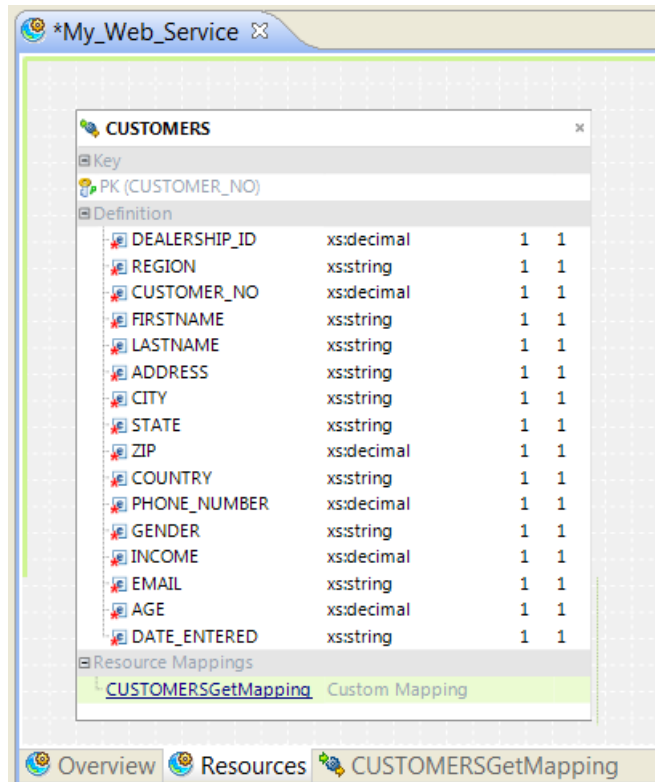 *My_Web_Service
CUSTOMERS
Key
PK (CUSTOMER_NO)
Definition
DEALERSHIP_ID xs:decimal 1 1
REGION xs:string 1 1
CUSTOMER_NO xs:decimal 1 1
FIRSTNAME xs:string 1 1
LASTNAME xs:string 1 1
ADDRESS xs:string 1 1
CITY xs:string 1 1
STATE xs:string 1 1
ZIP xs:decimal 1 1
COUNTRY xs:string 1 1
PHONE_NUMBER xs:decimal 1 1
GENDER xs:string 1 1
INCOME xs:decimal 1 1
EMAIL xs:string 1 1
AGE xs:decimal 1 1
DATE_ENTERED xs:string 1 1
Resource Mappings
CUSTOMERSGetMapping Custom Mapping
Overview Resources CUSTOMERSGetMapping